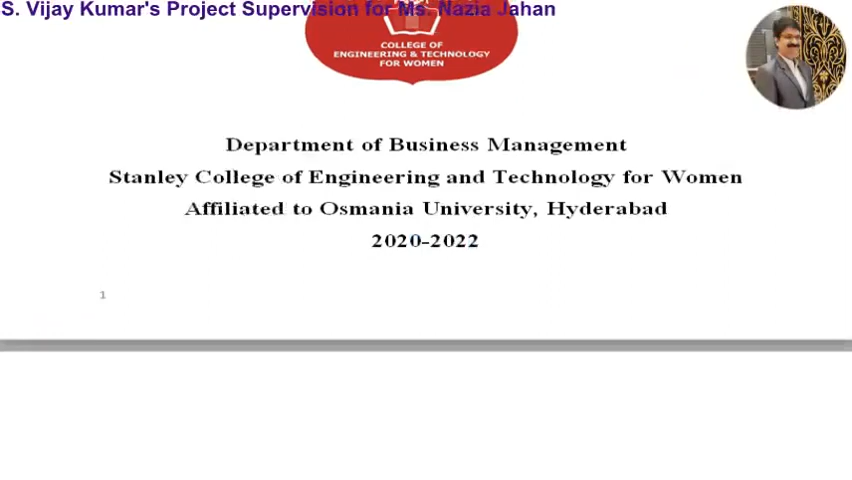 S. Vijay Kumar's Project Supervision for Ms. Nazia Jahan
COLLEGE OF
ENGINEERING & TECHNOLOGY
FOR WOMEN
Department of Business Management
Stanley College of Engineering and Technology for Women
Affiliated to Osmania University, Hyderabad
2020-2022
1